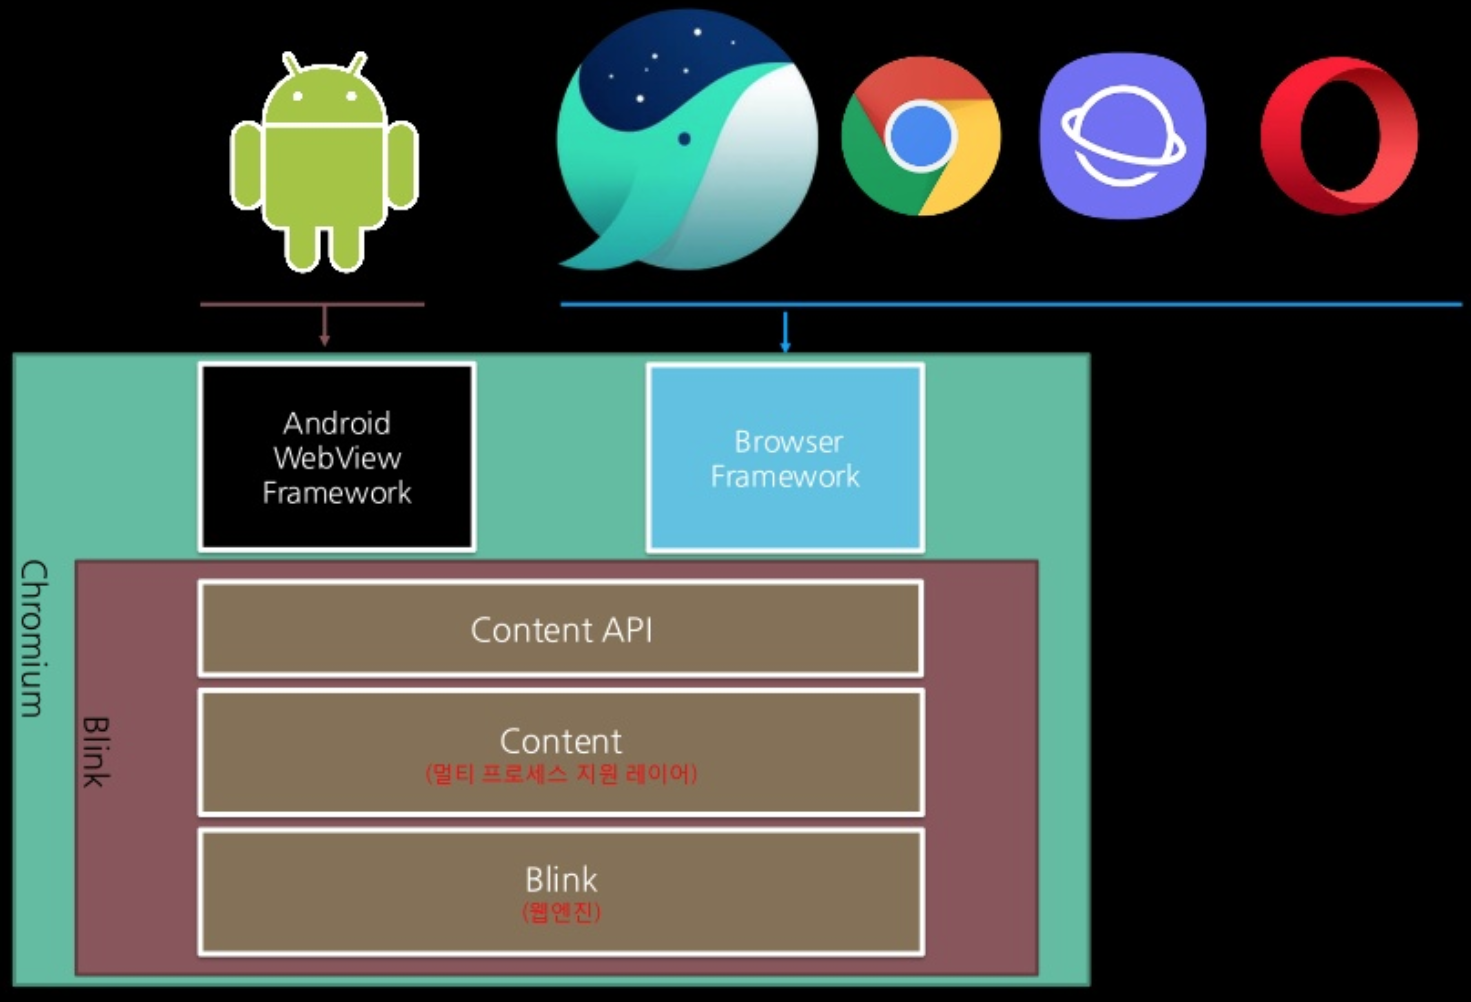 Android
WebView
Framework
Browser
Framework
Chromium
Blink
Content API
Content
(멀티 프로세스 지원 레이어)
Blink
(웹엔진)